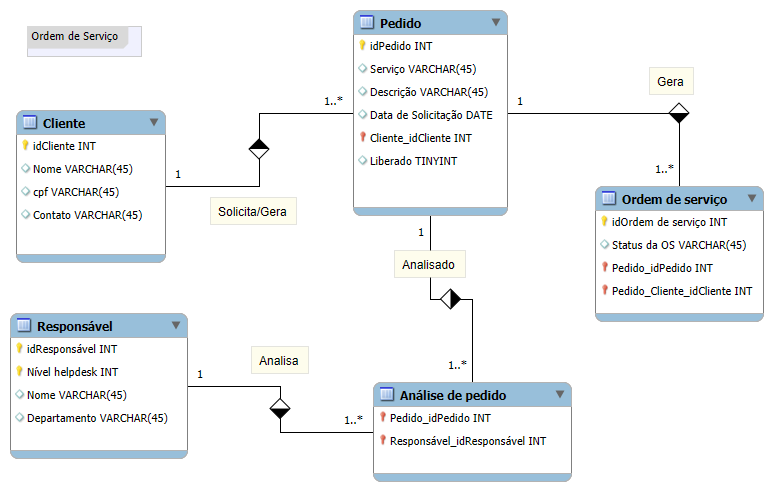 Ordem de Serviço
Pedido
idPedido INT
Serviço VARCHAR(45)
Descrição VARCHAR(45)
Data de Solicitação DATE
Cliente_idCliente INT
Liberado TINYINT
Cliente
idCliente INT
Nome VARCHAR(45)
cpf VARCHAR(45)
Contato VARCHAR(45)
1
1..*
Solicita/Gera
1
Gera
1..*
Ordem de serviço
idOrdem de serviço INT
Status da OS VARCHAR(45)
Pedido_idPedido INT
Pedido_Cliente_idCliente INT
1
Analisado
1..*
Responsável
idResponsável INT
Nível helpdesk INT
Nome VARCHAR(45)
Departamento VARCHAR(45)
1
Analisa
1..*
Análise de pedido
Pedido_idPedido INT
Responsável_idResponsável INT